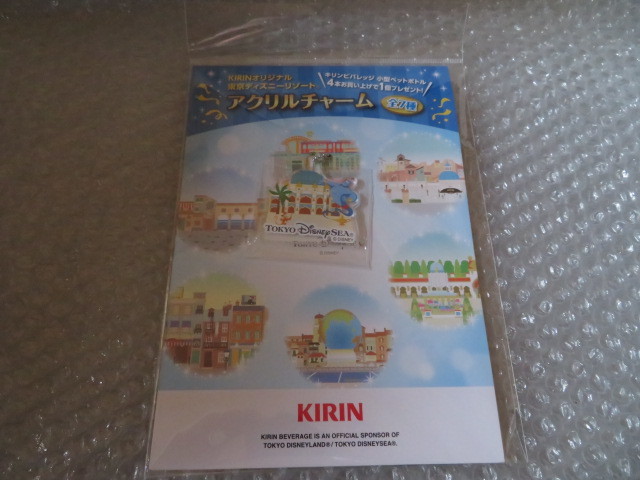 KIRINオリジナル
東京ディズニーリゾート
アクリルチャーム
キリンビバレッジ 小型ペットボトル
4本お買い上げで1個プレゼント!
TOKYO DISNEYSEA®
© DISNEY
KIRIN
KIRIN BEVERAGE IS AN OFFICIAL SPONSOR OF
TOKYO DISNEYLAND®/ TOKYO DISNEYSEA®.